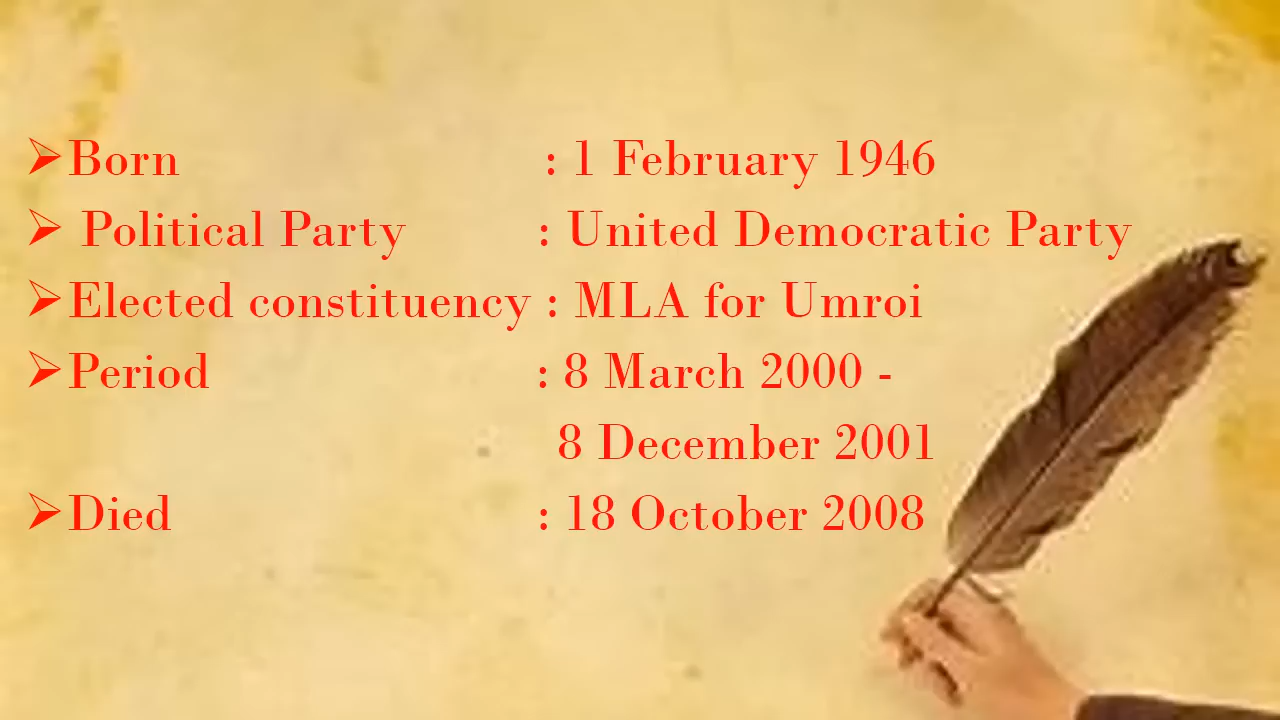 ➢Born : 1 February 1946
➢ Political Party : United Democratic Party
➢Elected constituency : MLA for Umroi
➢Period : 8 March 2000 -
8 December 2001
➢Died : 18 October 2008